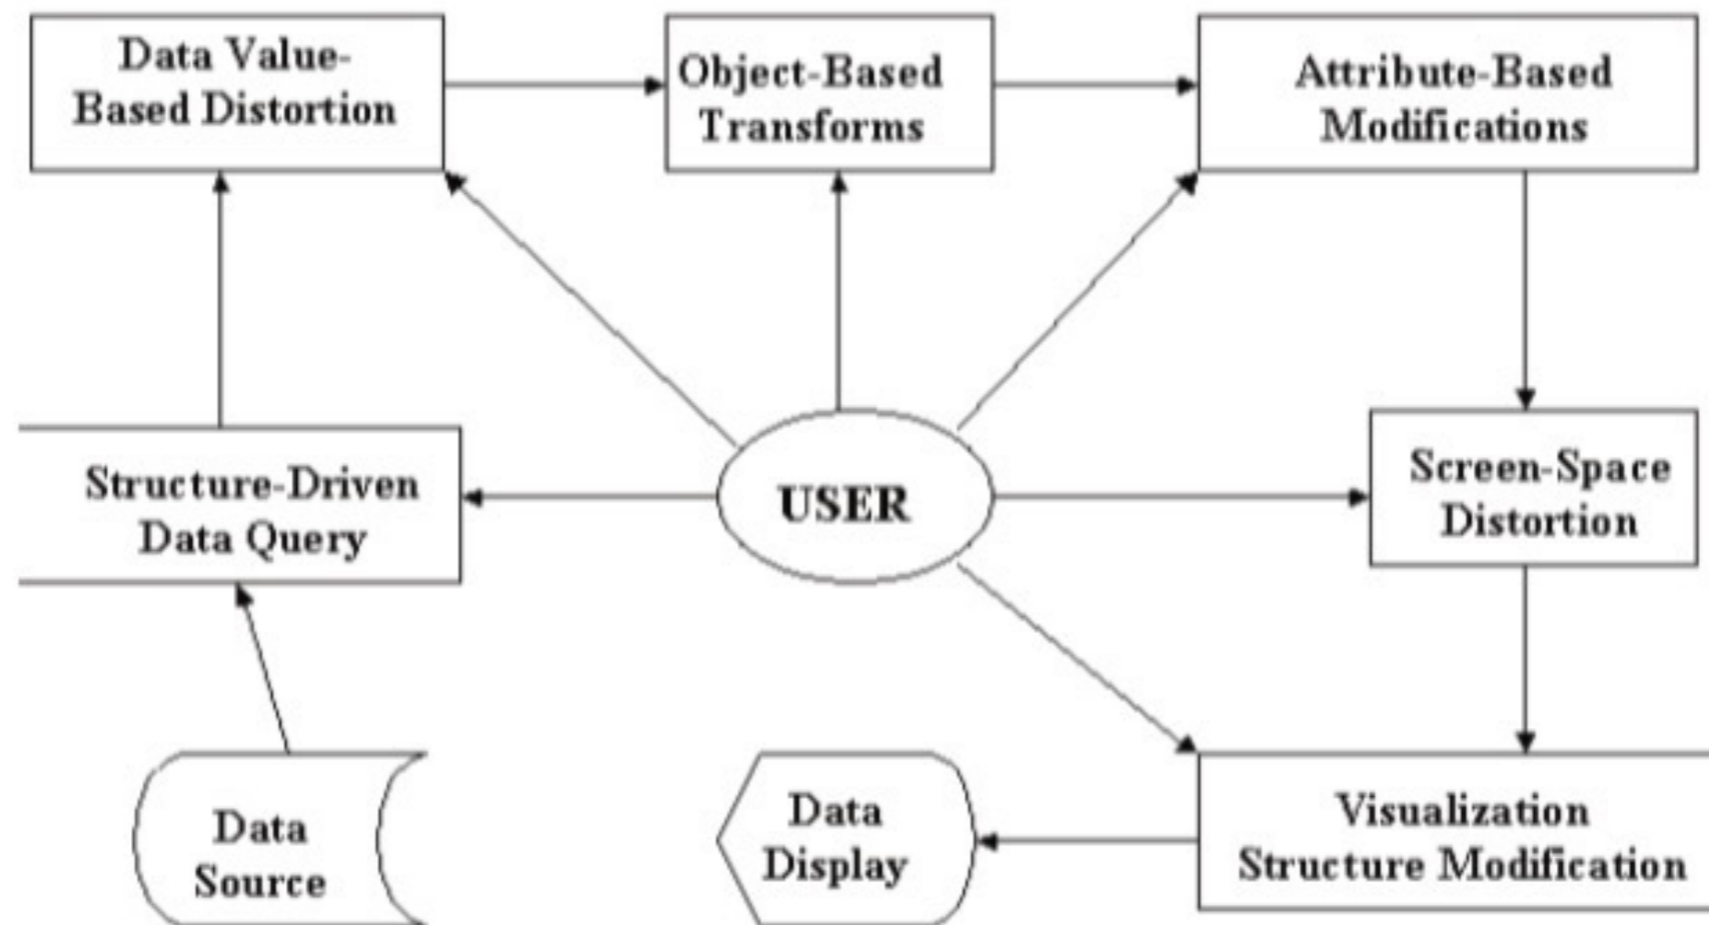 Data Value-
Based Distortion
Object-Based
Transforms
Attribute-Based
Modifications
Structure-Driven
Data Query
USER
Screen-Space
Distortion
Data
Source
Data
Display
Visualization
Structure Modification